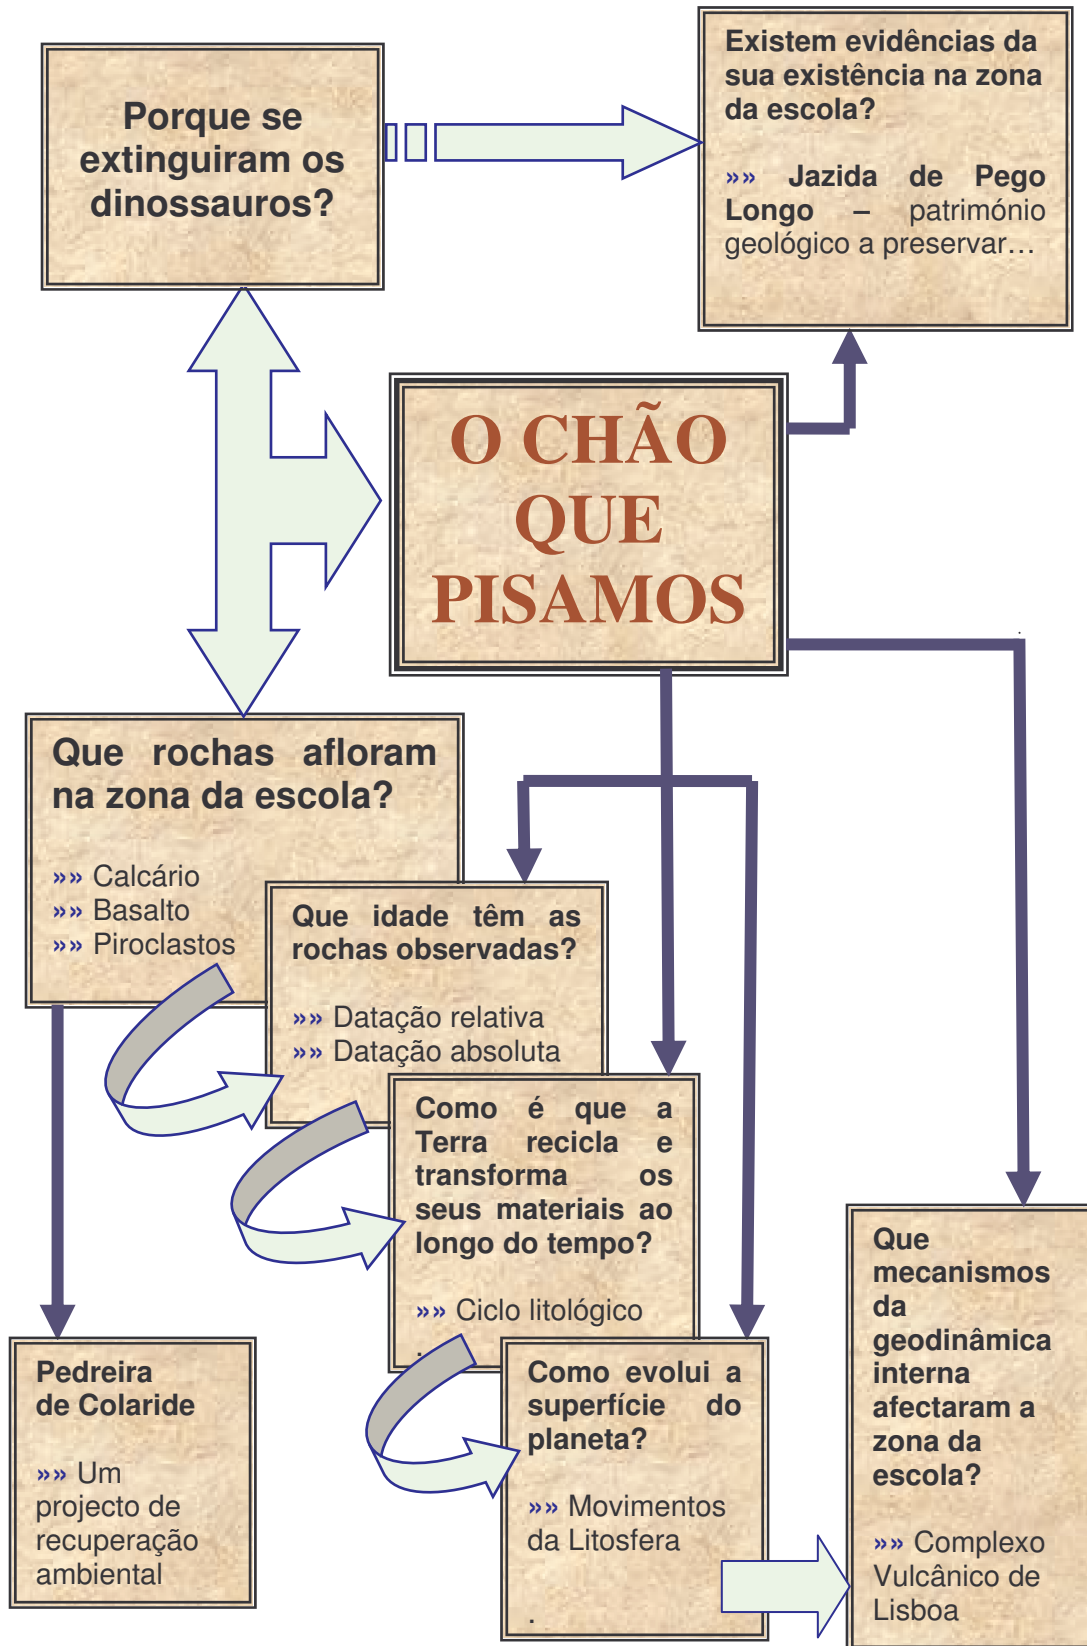 Porque se
extinguiram os
dinossauros?
Existem evidências da
sua existência na zona
da escola?
»» Jazida de Pego
Longo – património
geológico a preservar…
O CHÃO
QUE
PISAMOS
Que rochas afloram
na zona da escola?
»» Calcário
»» Basalto
»» Piroclastos
Que idade têm as
rochas observadas?
»» Datação relativa
»» Datação absoluta
Como é que a
Terra recicla e
transforma os
seus materiais ao
longo do tempo?
»» Ciclo litológico
.
Como evolui a
superfície do
planeta?
»» Movimentos
da Litosfera
.
Que
mecanismos
da
geodinâmica
interna
afectaram a
zona da
escola?
»» Complexo
Vulcânico de
Lisboa
Pedreira
de Colaride
»» Um
projecto de
recuperação
ambiental